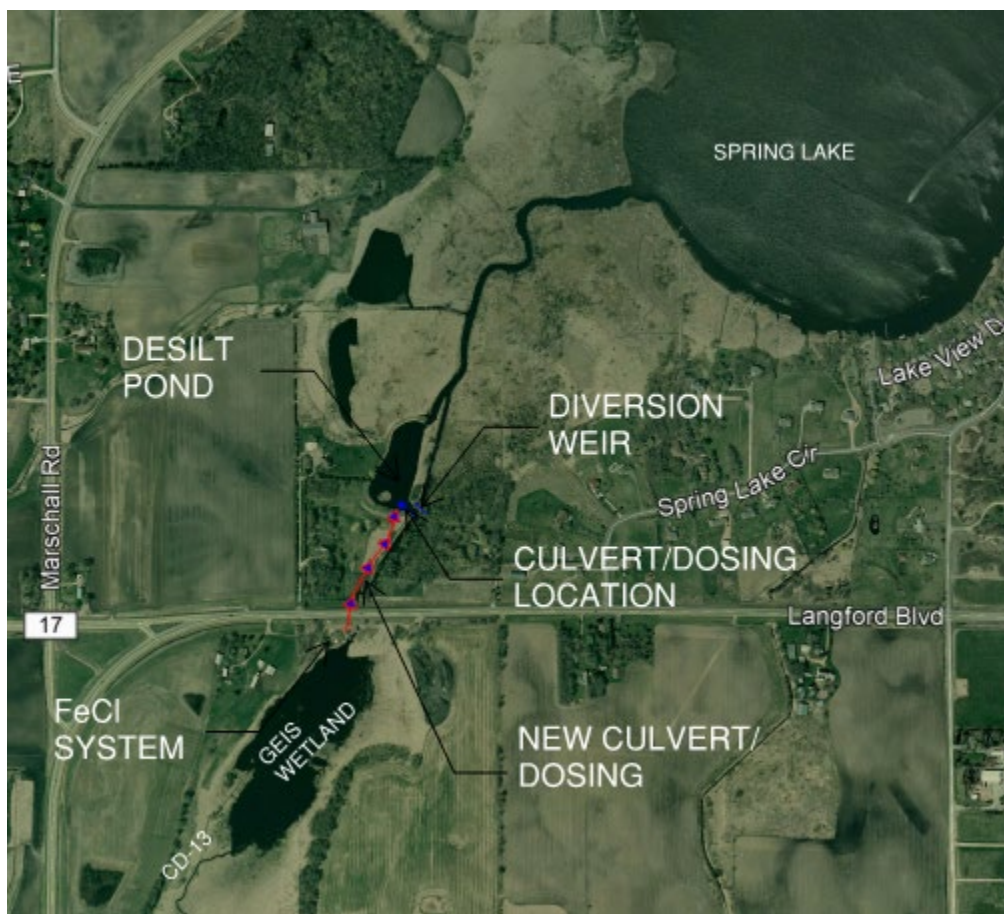 SPRING LAKE
DESILT
POND
DIVERSION
WEIR
Lake View D
Spring Lake Cir
Marschall Rd
CULVERT/DOSING
LOCATION
17
Langford Blvd
FeCl
SYSTEM
GEIS
WETLAND
NEW CULVERT/
DOSING
CD-13